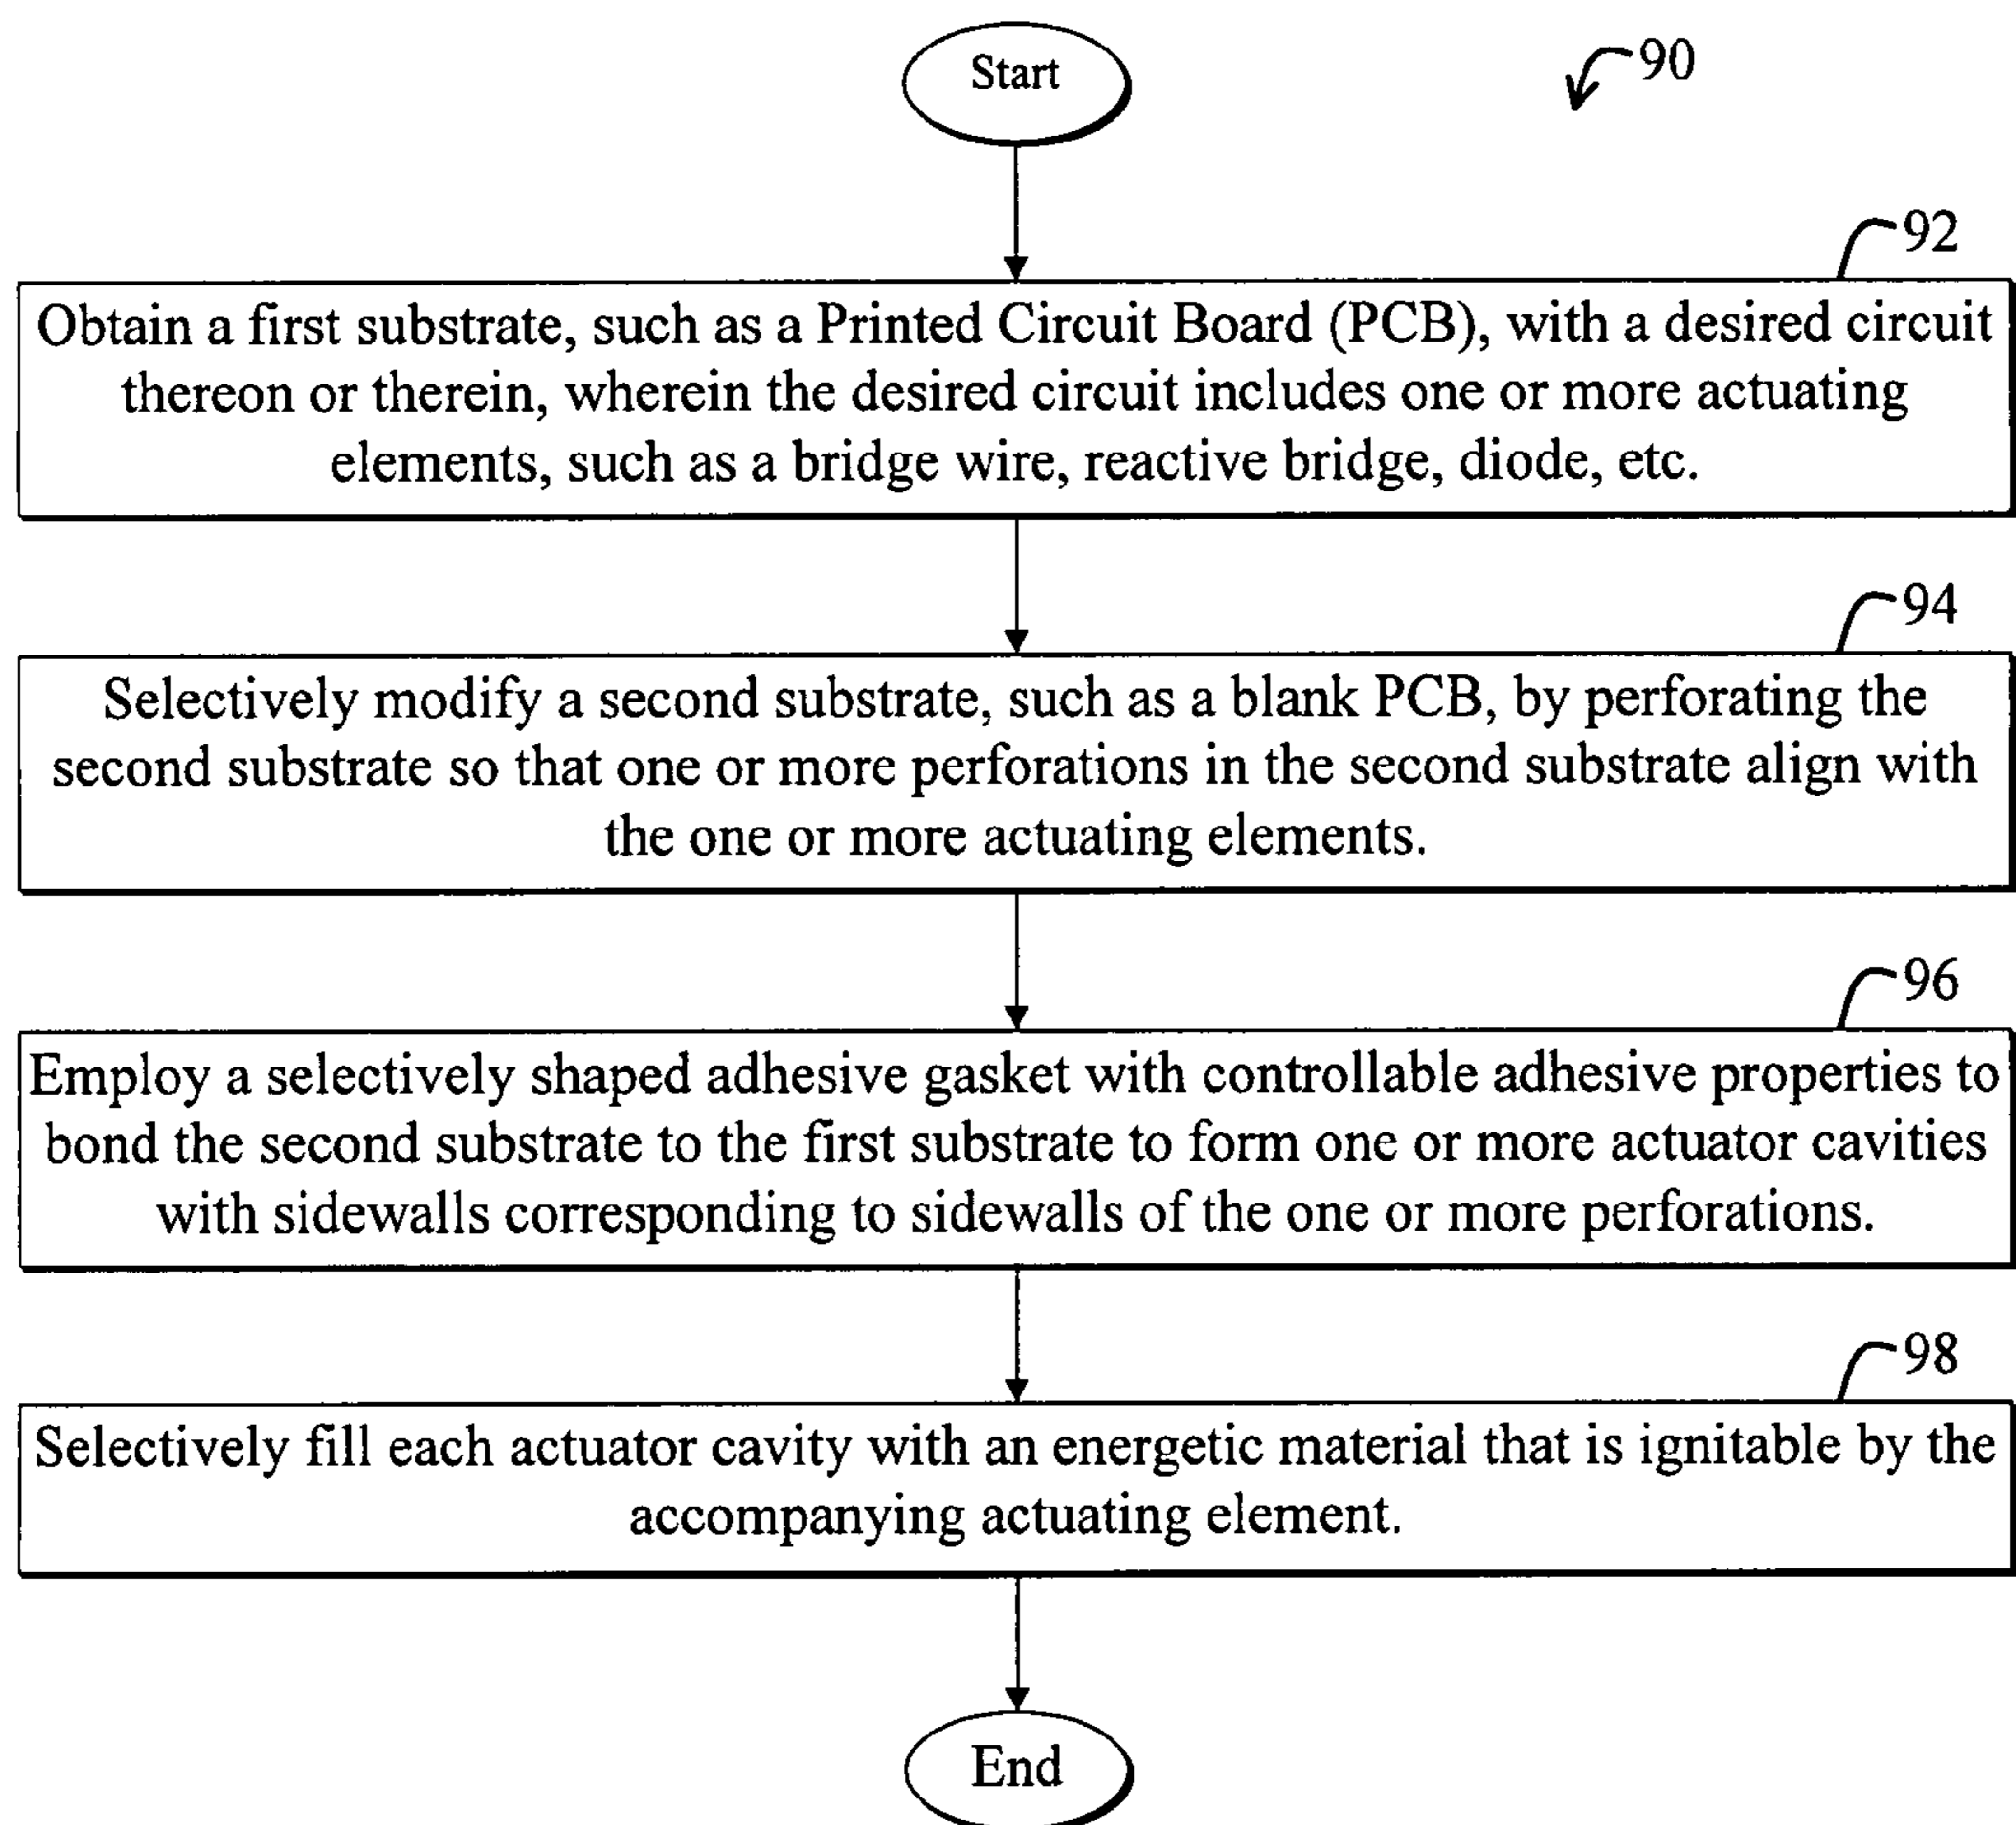 Start
90
92
Obtain a first substrate, such as a Printed Circuit Board (PCB), with a desired circuit
thereon or therein, wherein the desired circuit includes one or more actuating
elements, such as a bridge wire, reactive bridge, diode, etc.
94
Selectively modify a second substrate, such as a blank PCB, by perforating the
second substrate so that one or more perforations in the second substrate align with
the one or more actuating elements.
96
Employ a selectively shaped adhesive gasket with controllable adhesive properties to
bond the second substrate to the first substrate to form one or more actuator cavities
with sidewalls corresponding to sidewalls of the one or more perforations.
98
Selectively fill each actuator cavity with an energetic material that is ignitable by the
accompanying actuating element.
End